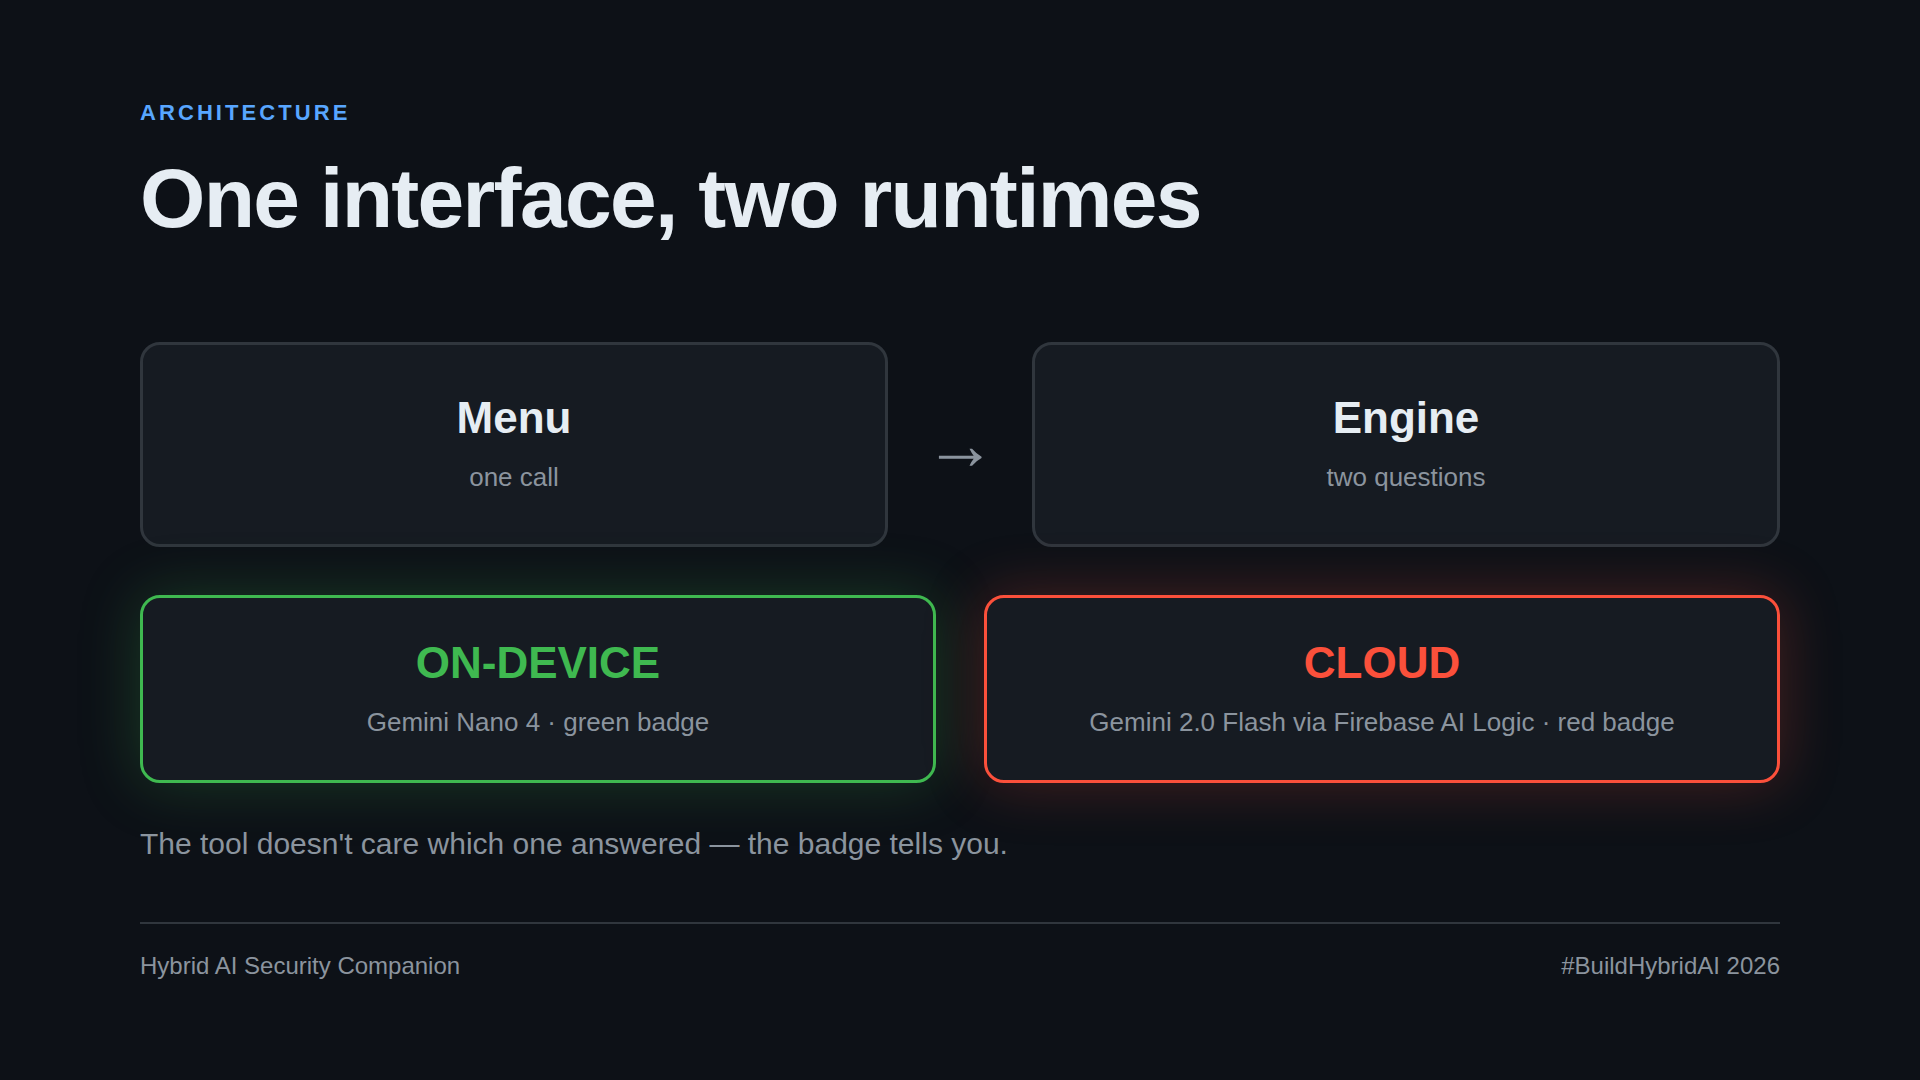 ARCHITECTURE
One interface, two runtimes
Menu
one call
→
Engine
two questions
ON-DEVICE
Gemini Nano 4 · green badge
CLOUD
Gemini 2.0 Flash via Firebase AI Logic · red badge
The tool doesn't care which one answered — the badge tells you.
Hybrid AI Security Companion
#BuildHybridAI 2026